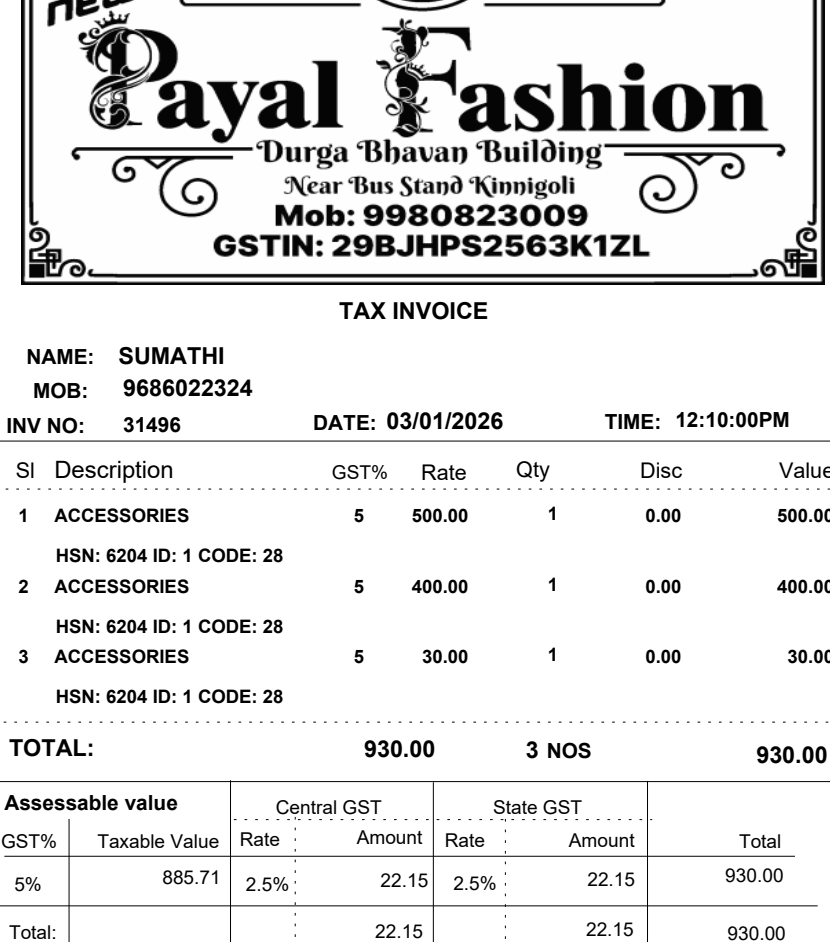 new
Payal Fashion
Durga Bhavan Building
Near Bus Stand Kinnigoli
Mob: 9980823009
GSTIN: 29BJHPS2563K1ZL
TAX INVOICE
NAME: SUMATHI
MOB: 9686022324
INV NO: 31496 DATE: 03/01/2026 TIME: 12:10:00PM
Sl Description GST% Rate Qty Disc Value
1 ACCESSORIES 5 500.00 1 0.00 500.00
HSN: 6204 ID: 1 CODE: 28
2 ACCESSORIES 5 400.00 1 0.00 400.00
HSN: 6204 ID: 1 CODE: 28
3 ACCESSORIES 5 30.00 1 0.00 30.00
HSN: 6204 ID: 1 CODE: 28
TOTAL: 930.00 3 NOS 930.00
Assessable value Central GST State GST
GST% Taxable Value Rate Amount Rate Amount Total
5% 885.71 2.5% 22.15 2.5% 22.15 930.00
Total: 22.15 22.15 930.00